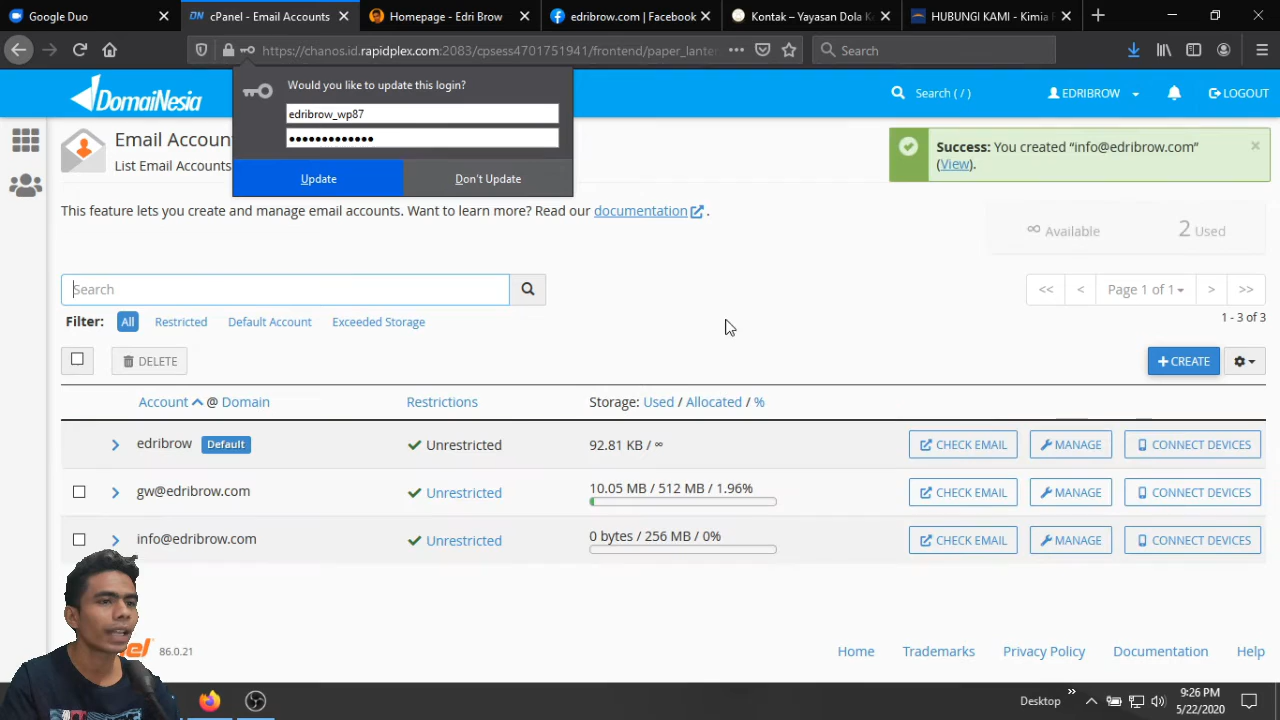 Google Duo
cPanel - Email Accounts
Homepage - Edri Brow
edribrow.com | Facebook
Kontak – Yayasan Dola K
HUBUNGI KAMI - Kimia
https://chanos.id.rapidplex.com:2083/cpsess4701751941/frontend/paper_lante
Search
Would you like to update this login?
edribrow_wp87
Update
Don't Update
DomaiNesia
Search ( / )
EDRIBROW
LOGOUT
Email Accoun
List Email Accounts
Success: You created “info@edribrow.com”
(View).
This feature lets you create and manage email accounts. Want to learn more? Read our documentation .
∞ Available
2 Used
Search
<< < Page 1 of 1 > >>
Filter: All Restricted Default Account Exceeded Storage
1 - 3 of 3
DELETE
+ CREATE
Account @ Domain
Restrictions
Storage: Used / Allocated / %
edribrow Default
Unrestricted
92.81 KB / ∞
CHECK EMAIL
MANAGE
CONNECT DEVICES
gw@edribrow.com
Unrestricted
10.05 MB / 512 MB / 1.96%
CHECK EMAIL
MANAGE
CONNECT DEVICES
info@edribrow.com
Unrestricted
0 bytes / 256 MB / 0%
CHECK EMAIL
MANAGE
CONNECT DEVICES
86.0.21
Home
Trademarks
Privacy Policy
Documentation
Help
Desktop
9:26 PM
5/22/2020